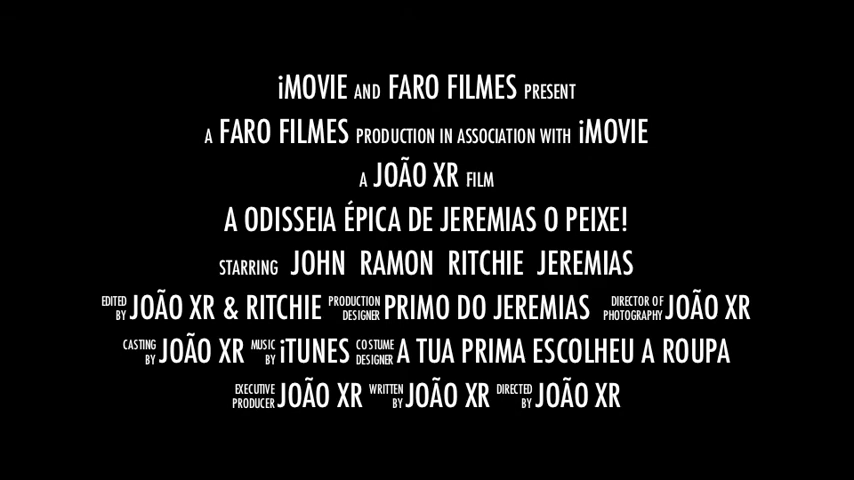 iMOVIE AND FARO FILMES PRESENT
A FARO FILMES PRODUCTION IN ASSOCIATION WITH iMOVIE
A JOÃO XR FILM
A ODISSEIA ÉPICA DE JEREMIAS O PEIXE!
STARRING JOHN RAMON RITCHIE JEREMIAS
EDITED BY JOÃO XR & RITCHIE PRODUCTION DESIGNER PRIMO DO JEREMIAS DIRECTOR OF PHOTOGRAPHY JOÃO XR
CASTING BY JOÃO XR MUSIC BY iTUNES COSTUME DESIGNER A TUA PRIMA ESCOLHEU A ROUPA
EXECUTIVE PRODUCER JOÃO XR WRITTEN BY JOÃO XR DIRECTED BY JOÃO XR